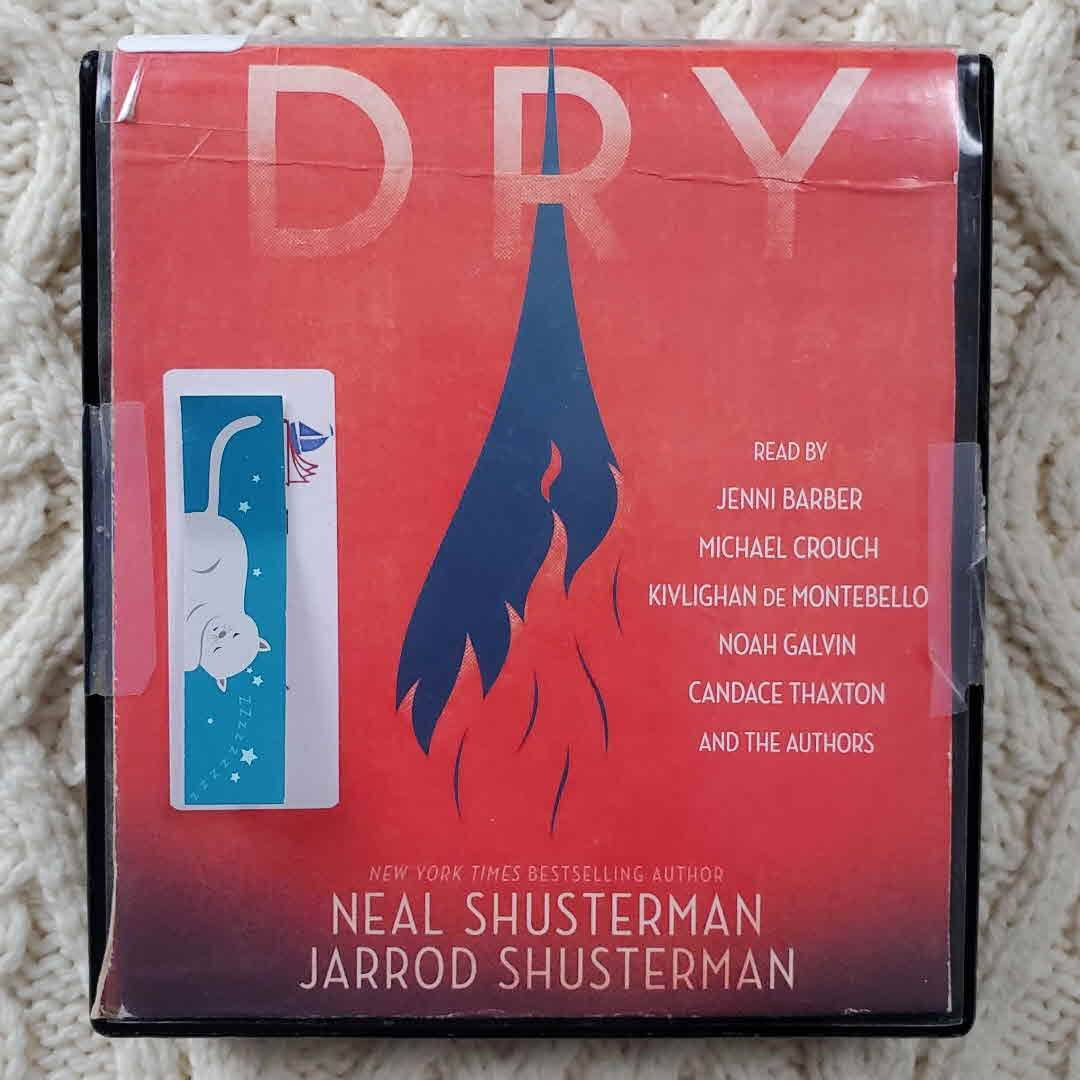 DRY
READ BY
JENNI BARBER
MICHAEL CROUCH
KIVLIGHAN DE MONTEBELLO
NOAH GALVIN
CANDACE THAXTON
AND THE AUTHORS
zzzzzzzzzzz
NEW YORK TIMES BESTSELLING AUTHOR
NEAL SHUSTERMAN
JARROD SHUSTERMAN